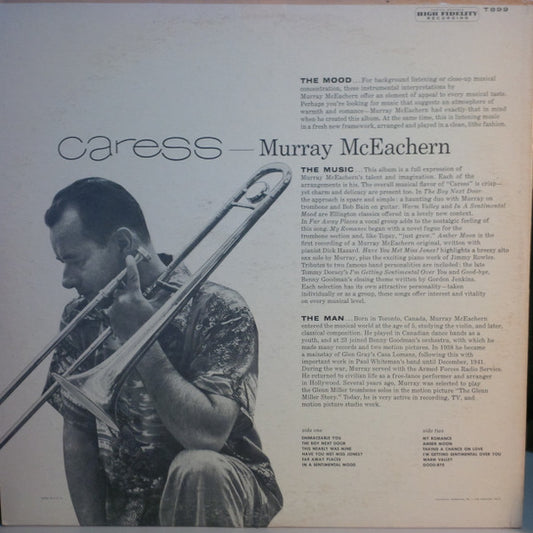 HIGH FIDELITY
RECORDING
T899
THE MOOD...For background listening or close-up musical
concentration, these instrumental interpretations by
Murray McEachern offer an element of appeal to every musical taste.
Perhaps you're looking for music that suggests an atmosphere of
warmth and romance—Murray McEachern had exactly that in mind
when he created this album. At the same time, this is listening music
in a fresh new framework, arranged and played in a clean, lithe fashion.
caress — Murray McEachern
THE MUSIC...This album is a full expression of
Murray McEachern's talent and imagination. Each of the
arrangements is his. The overall musical flavor of "Caress" is crisp—
yet charm and delicacy are present too. In The Boy Next Door
the approach is spare and simple: a haunting duo with Murray on
trombone and Bob Bain on guitar. Warm Valley and In A Sentimental
Mood are Ellington classics offered in a lovely new context.
In Far Away Places a vocal group adds to the nostalgic feeling of
this song. My Romance began with a novel fugue for the
trombone section and, like Topsy, "just grew." Amber Moon is the
first recording of a Murray McEachern original, written with
pianist Dick Hazard. Have You Met Miss Jones? highlights a breezy alto
sax solo by Murray, plus the exciting piano work of Jimmy Rowles.
Tributes to two famous band personalities are included: the late
Tommy Dorsey's I'm Getting Sentimental Over You and Good-bye,
Benny Goodman's closing theme written by Gordon Jenkins.
Each selection has its own attractive personality—taken
individually or as a group, these songs offer interest and vitality
on every musical level.
THE MAN...Born in Toronto, Canada, Murray McEachern
entered the musical world at the age of 5, studying the violin, and later,
classical composition. He played in Canadian dance bands as a
youth, and at 23 joined Benny Goodman's orchestra, with which he
made many records and two motion pictures. In 1938 he became
a mainstay of Glen Gray's Casa Lomans, following this with
important work in Paul Whiteman's band until December, 1941.
During the war, Murray served with the Armed Forces Radio Service.
He returned to civilian life as a free-lance performer and arranger
in Hollywood. Several years ago, Murray was selected to play
the Glenn Miller trombone solos in the motion picture "The Glenn
Miller Story." Today, he is very active in recording, TV, and
motion picture studio work.
side one
EMBRACEABLE YOU
THE BOY NEXT DOOR
THIS NEARLY WAS MINE
HAVE YOU MET MISS JONES?
FAR AWAY PLACES
IN A SENTIMENTAL MOOD
side two
MY ROMANCE
AMBER MOON
TAKING A CHANCE ON LOVE
I'M GETTING SENTIMENTAL OVER YOU
WARM VALLEY
GOOD-BYE